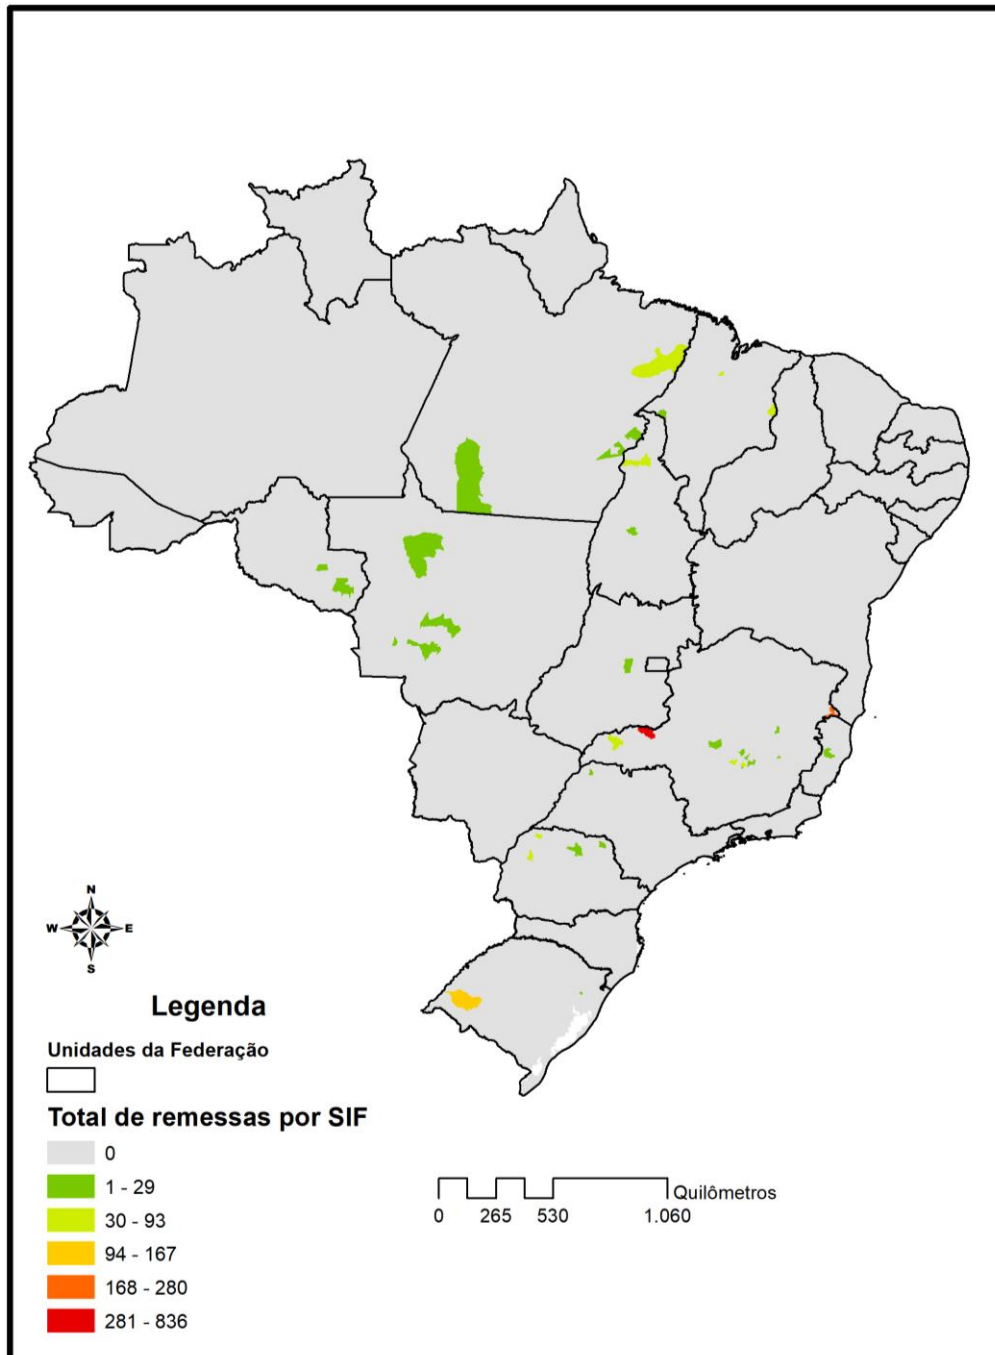 N
W E
S
Legenda
Unidades da Federação
Total de remessas por SIF
0
1 - 29
30 - 93
94 - 167
168 - 280
281 - 836
Quilômetros
0 265 530 1.060